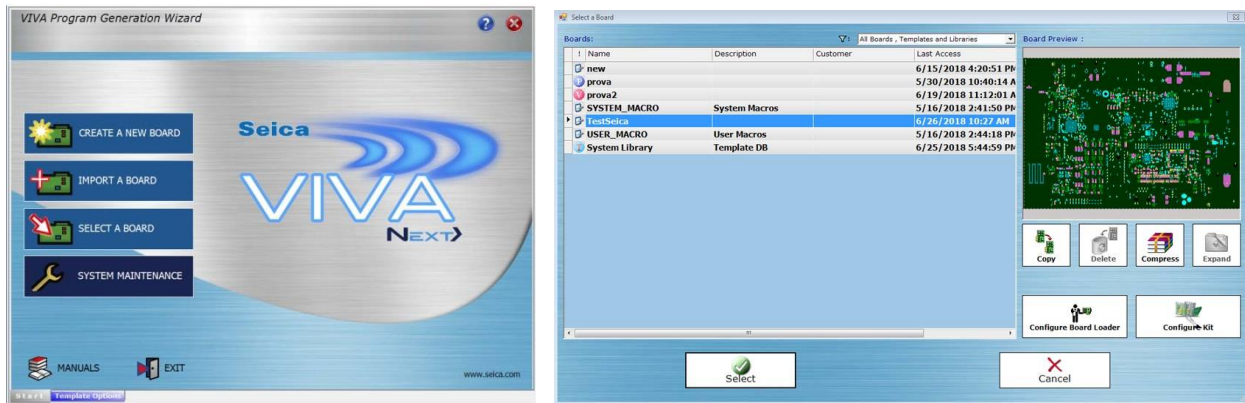 VIVA Program Generation Wizard
CREATE A NEW BOARD
IMPORT A BOARD
SELECT A BOARD
SYSTEM MAINTENANCE
Seica
VIVA
NEXT
MANUALS
EXIT
www.seica.com
Start
Template Options
Select a Board
Boards:
All Boards , Templates and Libraries
Board Preview :
! Name Description Customer Last Access
new 6/15/2018 4:20:51 PM
prova 5/30/2018 10:40:14 A
prova2 6/19/2018 11:12:01 A
SYSTEM_MACRO System Macros 5/16/2018 2:41:50 PM
TestSeica 6/26/2018 10:27 AM
USER_MACRO User Macros 5/16/2018 2:44:18 PM
System Library Template DB 6/25/2018 5:44:59 PM
Copy
Delete
Compress
Expand
Configure Board Loader
Configure Kit
Select
Cancel